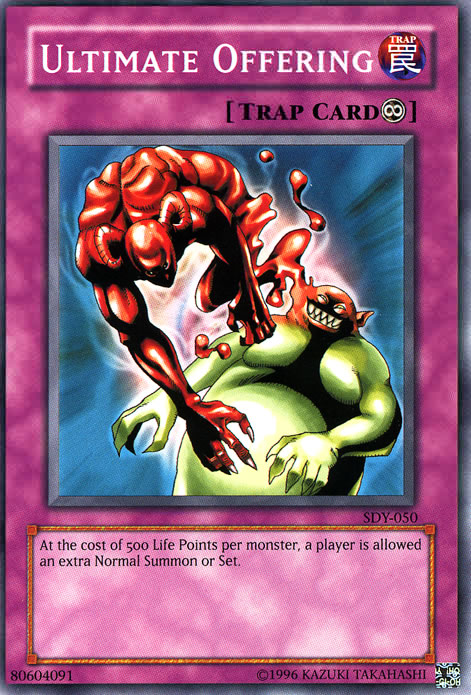 ULTIMATE OFFERING
TRAP
罠
[TRAP CARD♾]
SDY-050
At the cost of 500 Life Points per monster, a player is allowed
an extra Normal Summon or Set.
80604091
©1996 KAZUKI TAKAHASHI